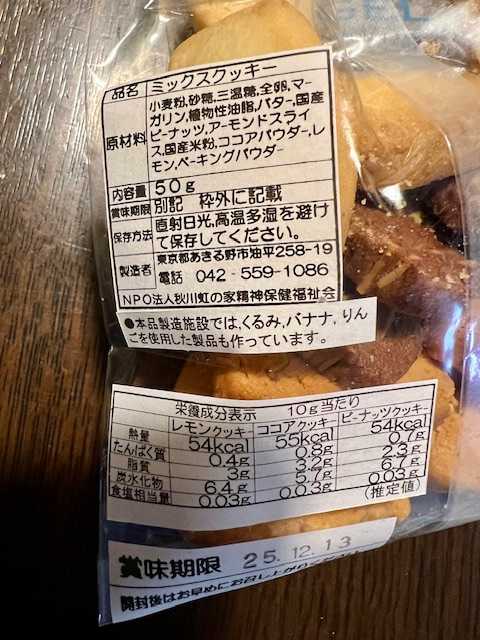 品名 ミックスクッキー
原材料 小麦粉,砂糖,三温糖,全卵,マー
ガリン,植物性油脂,バター,国産
ピーナッツ,アーモンドスライ
ス,国産米粉,ココアパウダー,レ
モン,ベーキングパウダー
内容量 50g
賞味期限 別記 枠外に記載
保存方法 直射日光,高温多湿を避け
て保存してください。
製造者 東京都あきる野市油平258-19
電話 042-559-1086
NPO法人秋川虹の家精神保健福祉会
●本品製造施設では,くるみ,バナナ,りん
ごを使用した製品も作っています。
栄養成分表示 10g当たり
レモンクッキー ココアクッキー ピーナッツクッキー
熱量 54kcal 55kcal 54kcal
たんぱく質 0.4g 0.8g 0.7g
脂質 3g 3.2g 2.3g
炭水化物 6.4g 5.7g 6.7g
食塩相当量 0.03g 0.03g 0.03g
(推定値)
賞味期限 25.12.13
開封後はお早めにお召し上がり